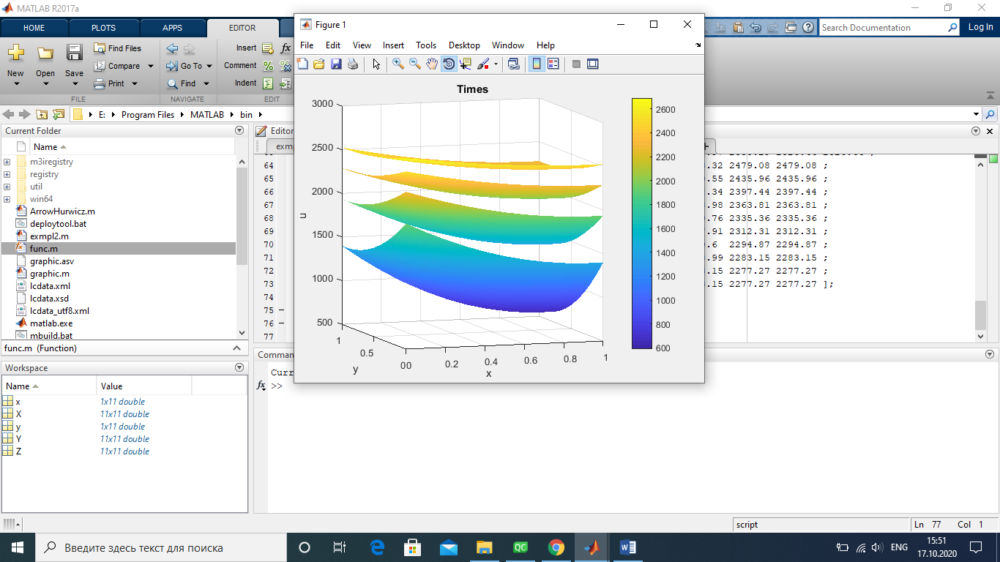 MATLAB R2017a
HOME PLOTS APPS EDITOR
Search Documentation
Log In
New Open Save
Find Files
Compare
Print
FILE
Go To
Find
NAVIGATE
Insert fx
Comment
Indent
EDIT
E: Program Files MATLAB bin
Current Folder
Name
m3iregistry
registry
util
win64
ArrowHurwicz.m
deploytool.bat
exmpl2.m
func.m
graphic.asv
graphic.m
lcdata.xml
lcdata.xsd
lcdata_utf8.xml
matlab.exe
mbuild.bat
func.m (Function)
Workspace
Name Value
x 1x11 double
X 11x11 double
y 1x11 double
Y 11x11 double
Z 11x11 double
Editor
exmp
64 .32 2479.08 2479.08 ;
65 .55 2435.96 2435.96 ;
66 .34 2397.44 2397.44 ;
67 .98 2363.81 2363.81 ;
68 .76 2335.36 2335.36 ;
69 .91 2312.31 2312.31 ;
70 .6 2294.87 2294.87 ;
71 .99 2283.15 2283.15 ;
72 .15 2277.27 2277.27 ;
73 .15 2277.27 2277.27 ];
74
75 –
76 –
77
Comman
Curr
fx >>
Figure 1
File Edit View Insert Tools Desktop Window Help
Times
3000
2500
2000
1500
1000
500
u
1
0.5
0
y
0 0.2 0.4 0.6 0.8 1
x
2600
2400
2200
2000
1800
1600
1400
1200
1000
800
600
script
Ln 77 Col 1
Введите здесь текст для поиска
QC
ENG
15:51
17.10.2020